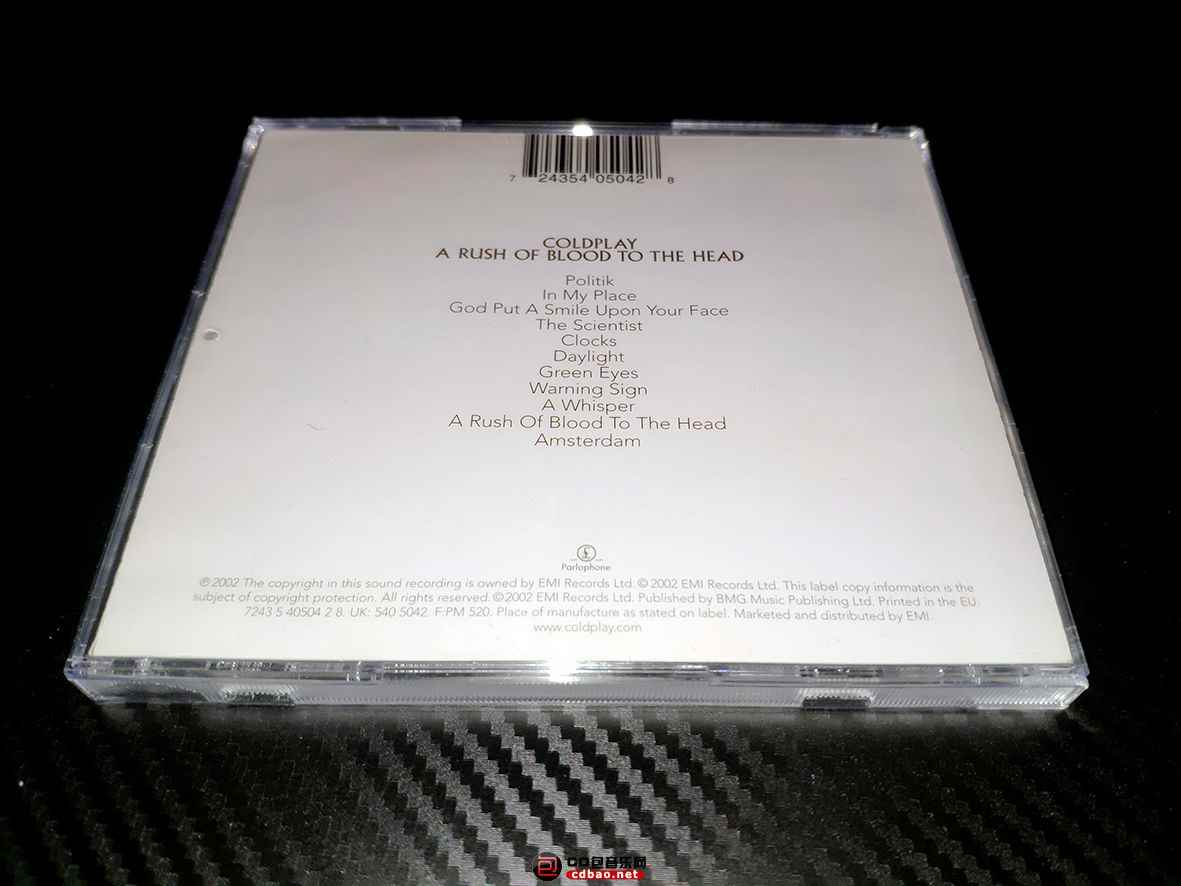 7 24354 05042 8
COLDPLAY
A RUSH OF BLOOD TO THE HEAD
Politik
In My Place
God Put A Smile Upon Your Face
The Scientist
Clocks
Daylight
Green Eyes
Warning Sign
A Whisper
A Rush Of Blood To The Head
Amsterdam
Parlophone
℗ 2002 The copyright in this sound recording is owned by EMI Records Ltd. © 2002 EMI Records Ltd. This label copy information is the
subject of copyright protection. All rights reserved. © 2002 EMI Records Ltd. Published by BMG Music Publishing Ltd. Printed in the EU.
7243 5 40504 2 8. UK: 540 5042. F:PM 520. Place of manufacture as stated on label. Marketed and distributed by EMI.
www.coldplay.com
CD包音乐网
cdbao.net